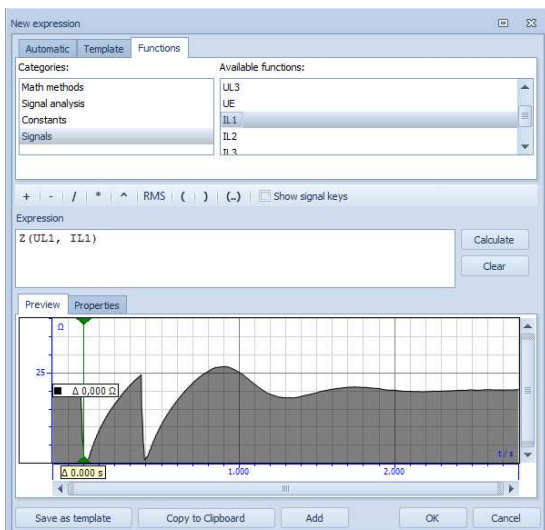 New expression
Automatic Template Functions
Categories: Available functions:
Math methods
Signal analysis
Constants
Signals
UL3
UE
IL1
IL2
IL3
+ - / * ^ RMS ( ) (..) Show signal keys
Expression
Z(UL1, IL1)
Calculate
Clear
Preview Properties
Ω
25
Δ 0,000 Ω
t/s
Δ 0.000 s 1.000 2.000
Save as template Copy to Clipboard Add OK Cancel